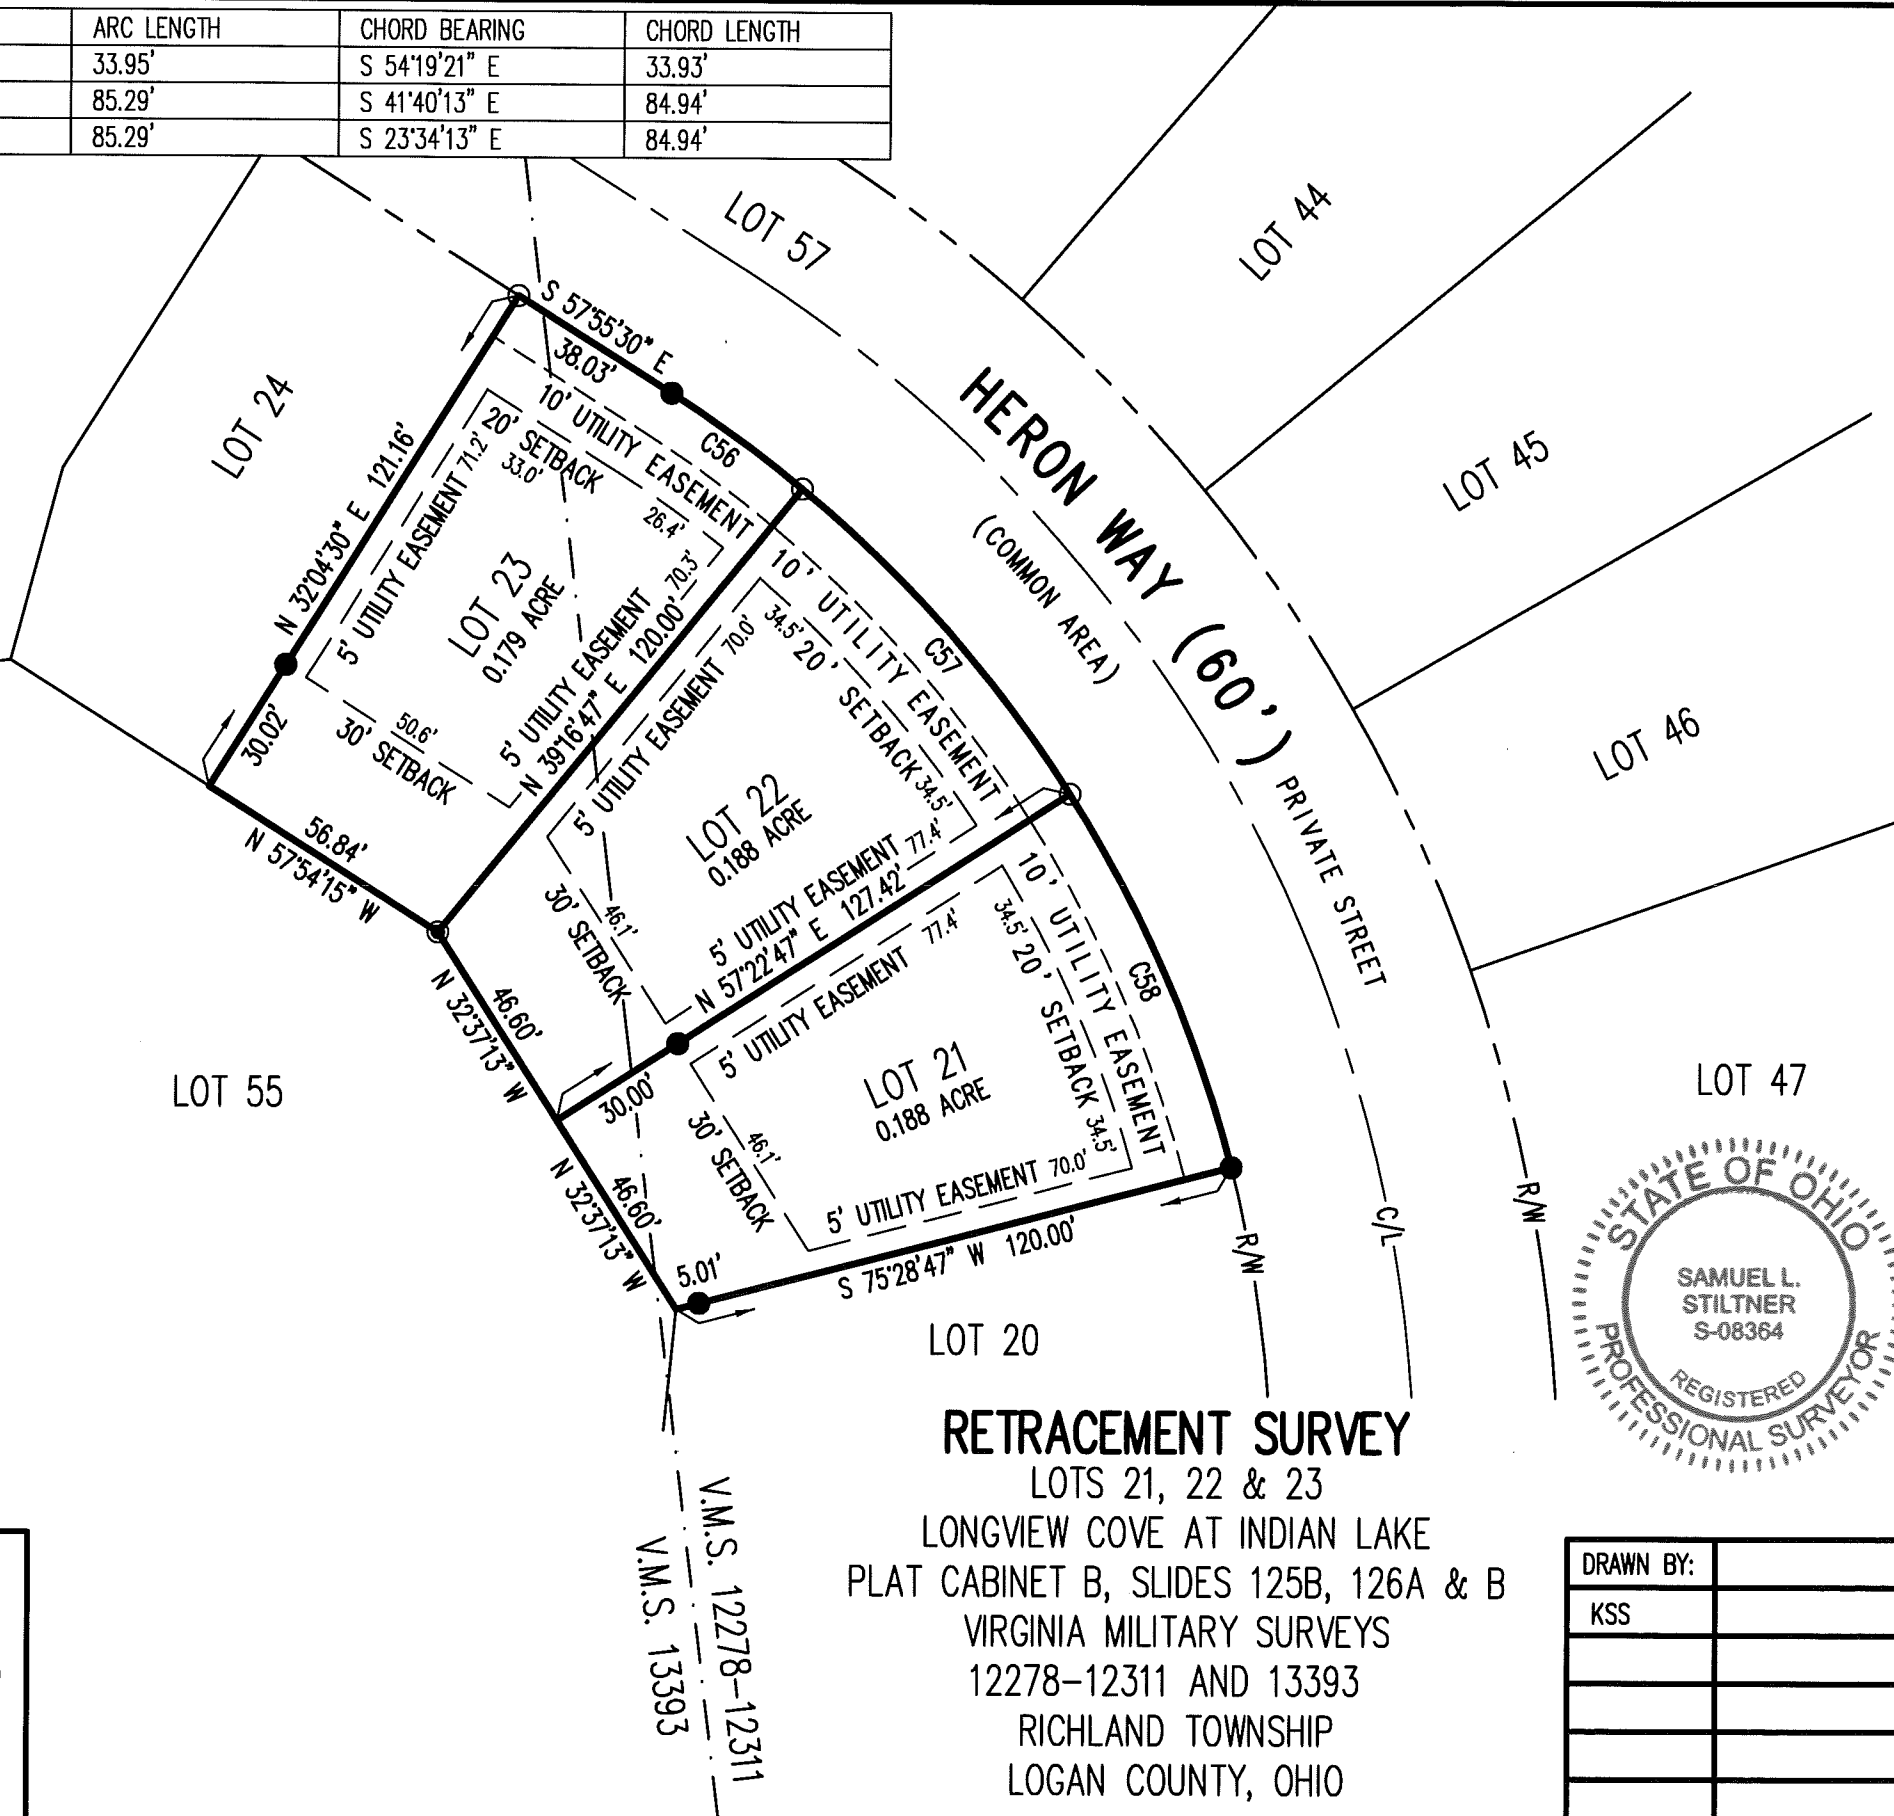 ARC LENGTH CHORD BEARING CHORD LENGTH
33.95' S 54°19'21" E 33.93'
85.29' S 41°40'13" E 84.94'
85.29' S 23°34'13" E 84.94'
LOT 57
LOT 44
LOT 45
LOT 46
LOT 47
LOT 24
LOT 55
LOT 20
HERON WAY (60') PRIVATE STREET
(COMMON AREA)
S 57°55'30" E
38.03'
C56
C57
C58
N 32°04'30" E 121.16'
30.02'
10' UTILITY EASEMENT
20' SETBACK
33.0'
26.4'
5' UTILITY EASEMENT 71.2'
LOT 23
0.179 ACRE
5' UTILITY EASEMENT 70.3'
50.6'
30' SETBACK
N 39°16'47" E 120.00'
56.84'
N 57°54'15" W
10' UTILITY EASEMENT
34.5' 20' SETBACK 34.5'
5' UTILITY EASEMENT 70.0'
LOT 22
0.188 ACRE
5' UTILITY EASEMENT 77.4'
46.1'
30' SETBACK
N 57°22'47" E 127.42'
30.00'
46.60'
N 32°37'13" W
10' UTILITY EASEMENT
34.5' 20' SETBACK 34.5'
5' UTILITY EASEMENT 77.4'
LOT 21
0.188 ACRE
46.1'
30' SETBACK
5' UTILITY EASEMENT 70.0'
46.60'
N 32°37'13" W
5.01'
S 75°28'47" W 120.00'
R/W
C/L
R/W
STATE OF OHIO
SAMUEL L.
STILTNER
S-08364
REGISTERED
PROFESSIONAL SURVEYOR
V.M.S. 12278-12311
V.M.S. 13393
RETRACEMENT SURVEY
LOTS 21, 22 & 23
LONGVIEW COVE AT INDIAN LAKE
PLAT CABINET B, SLIDES 125B, 126A & B
VIRGINIA MILITARY SURVEYS
12278-12311 AND 13393
RICHLAND TOWNSHIP
LOGAN COUNTY, OHIO
DRAWN BY:
KSS